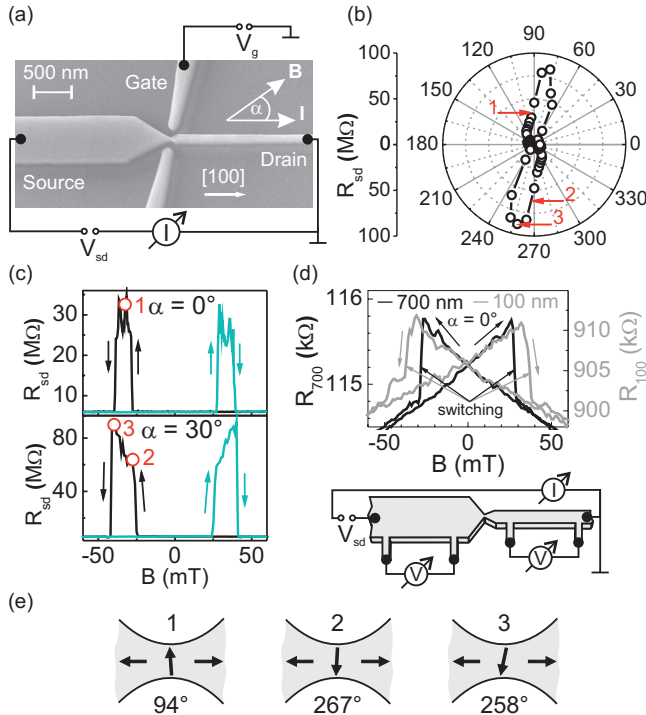 (a)
V_g
500 nm
Gate
B
α
I
Drain
[100]
Source
V_sd
I
(b)
90
120
60
150
30
180
0
210
330
240
300
270
100
50
0
50
100
R_sd (MΩ)
1
2
3
(c)
α = 0°
1
30
20
10
R_sd (MΩ)
α = 30°
3
2
80
40
R_sd (MΩ)
-50
0
50
B (mT)
(d)
700 nm
100 nm
α = 0°
116
115
R_700 (kΩ)
910
905
900
R_100 (kΩ)
switching
-50
0
50
B (mT)
I
V_sd
V
V
(e)
1
2
3
94°
267°
258°